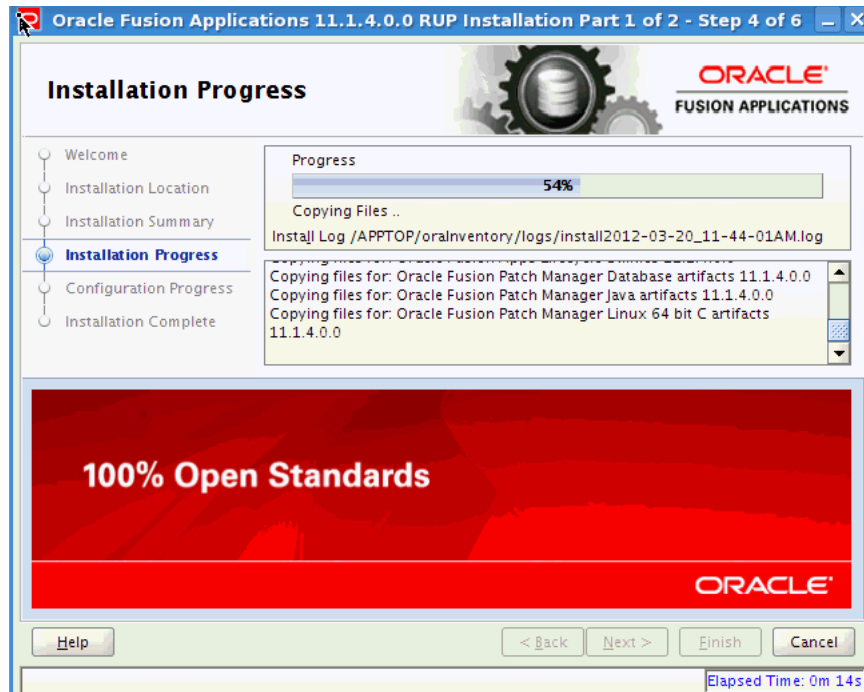 Oracle Fusion Applications 11.1.4.0.0 RUP Installation Part 1 of 2 - Step 4 of 6
Installation Progress
ORACLE®
FUSION APPLICATIONS
Welcome
Installation Location
Installation Summary
Installation Progress
Configuration Progress
Installation Complete
Progress
54%
Copying Files ..
Install Log /APPTOP/oraInventory/logs/install2012-03-20_11-44-01AM.log
Copying files for: Oracle Fusion Patch Manager Database artifacts 11.1.4.0.0
Copying files for: Oracle Fusion Patch Manager Java artifacts 11.1.4.0.0
Copying files for: Oracle Fusion Patch Manager Linux 64 bit C artifacts
11.1.4.0.0
100% Open Standards
ORACLE®
Help
< Back
Next >
Finish
Cancel
Elapsed Time: 0m 14s